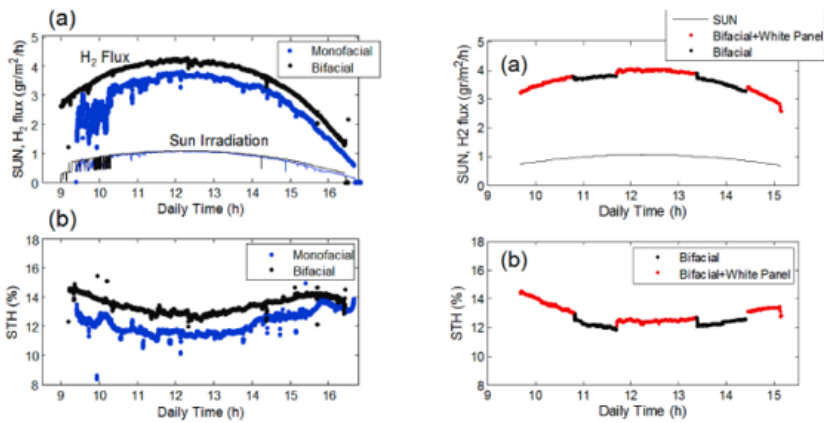 (a)
SUN, H₂ flux (gr/m²/h)
5
4
3
2
1
0
H₂ Flux
Monofacial
Bifacial
Sun Irradiation
9 10 11 12 13 14 15 16
Daily Time (h)
(b)
STH (%)
18
16
14
12
10
8
Monofacial
Bifacial
9 10 11 12 13 14 15 16
Daily Time (h)
SUN
Bifacial+White Panel
Bifacial
(a)
SUN, H2 flux (gr/m²/h)
5
4
3
2
1
0
9 10 11 12 13 14 15 16
Daily Time (h)
(b)
STH (%)
18
16
14
12
10
8
Bifacial
Bifacial+White Panel
9 10 11 12 13 14 15 16
Daily Time (h)